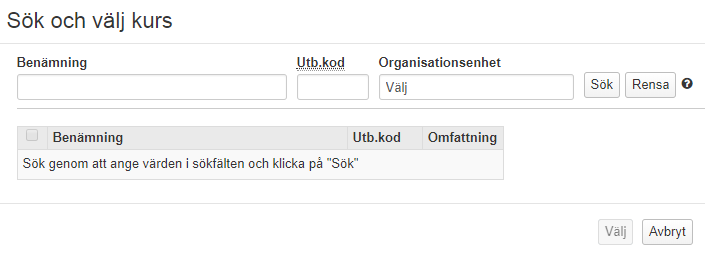 Sök och välj kurs
Benämning Utb.kod Organisationsenhet
Välj Sök Rensa ?
Benämning Utb.kod Omfattning
Sök genom att ange värden i sökfälten och klicka på "Sök"
Välj Avbryt